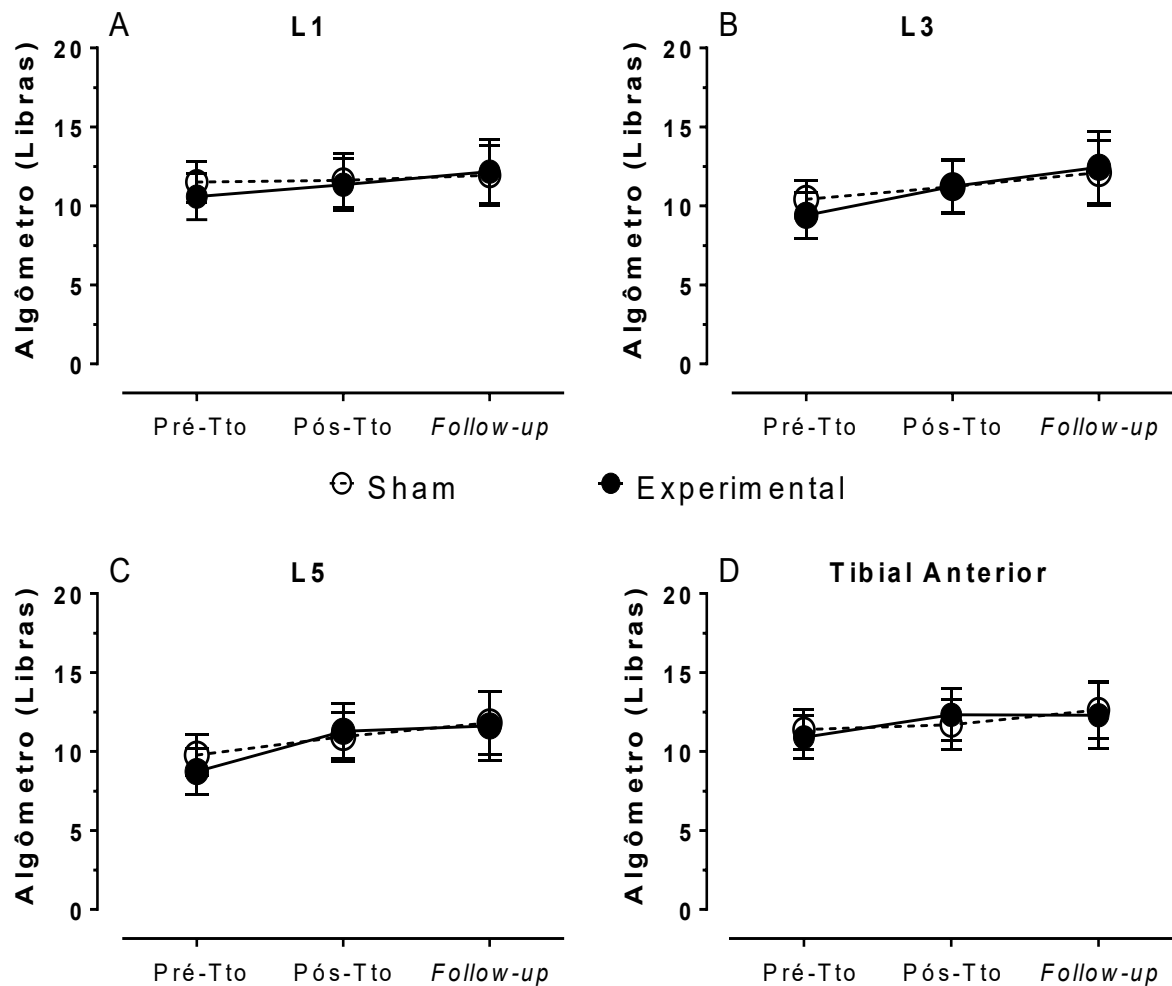 A
L1
Algômetro (Libras)
20
15
10
5
0
Pré-Tto Pós-Tto Follow-up
B
L3
Algômetro (Libras)
20
15
10
5
0
Pré-Tto Pós-Tto Follow-up
Sham Experimental
C
L5
Algômetro (Libras)
20
15
10
5
0
Pré-Tto Pós-Tto Follow-up
D
Tibial Anterior
Algômetro (Libras)
20
15
10
5
0
Pré-Tto Pós-Tto Follow-up